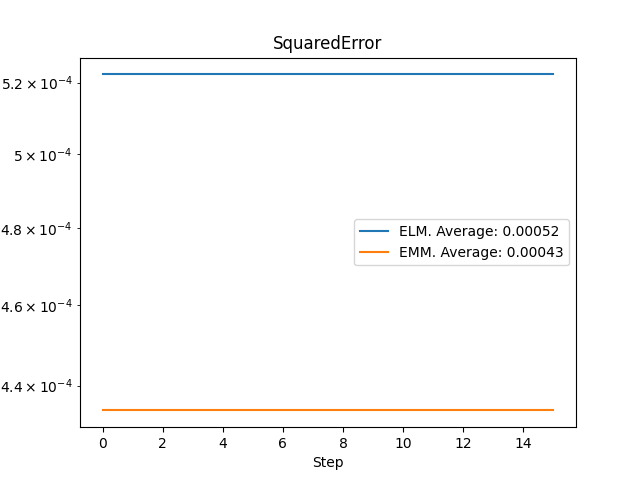 SquaredError
5.2 × 10⁻⁴
5 × 10⁻⁴
4.8 × 10⁻⁴
4.6 × 10⁻⁴
4.4 × 10⁻⁴
ELM. Average: 0.00052
EMM. Average: 0.00043
0 2 4 6 8 10 12 14
Step